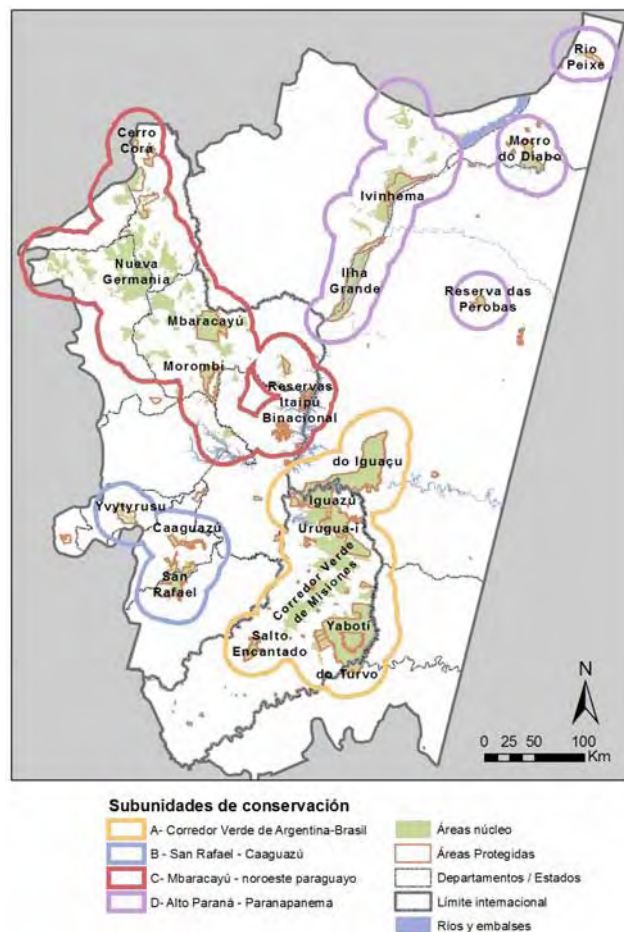 Rio
Peixe
Cerro
Corá
Morro
do Diabo
Ivinhema
Nueva
Germania
Ilha
Grande
Reserva das
Perobas
Mbaracayú
Morombí
Reservas
Itaipú
Binacional
do Iguaçu
Iguazú
Urugua-í
Yvytyrusu
Caaguazú
San
Rafael
Corredor Verde
de Misiones
Yabotí
Salto
Encantado
do Turvo
N
0 25 50 100
Km
Subunidades de conservación
A- Corredor Verde de Argentina-Brasil
B - San Rafael - Caaguazú
C- Mbaracayú - noroeste paraguayo
D- Alto Paraná - Paranapanema
Áreas núcleo
Áreas Protegidas
Departamentos / Estados
Límite internacional
Ríos y embalses